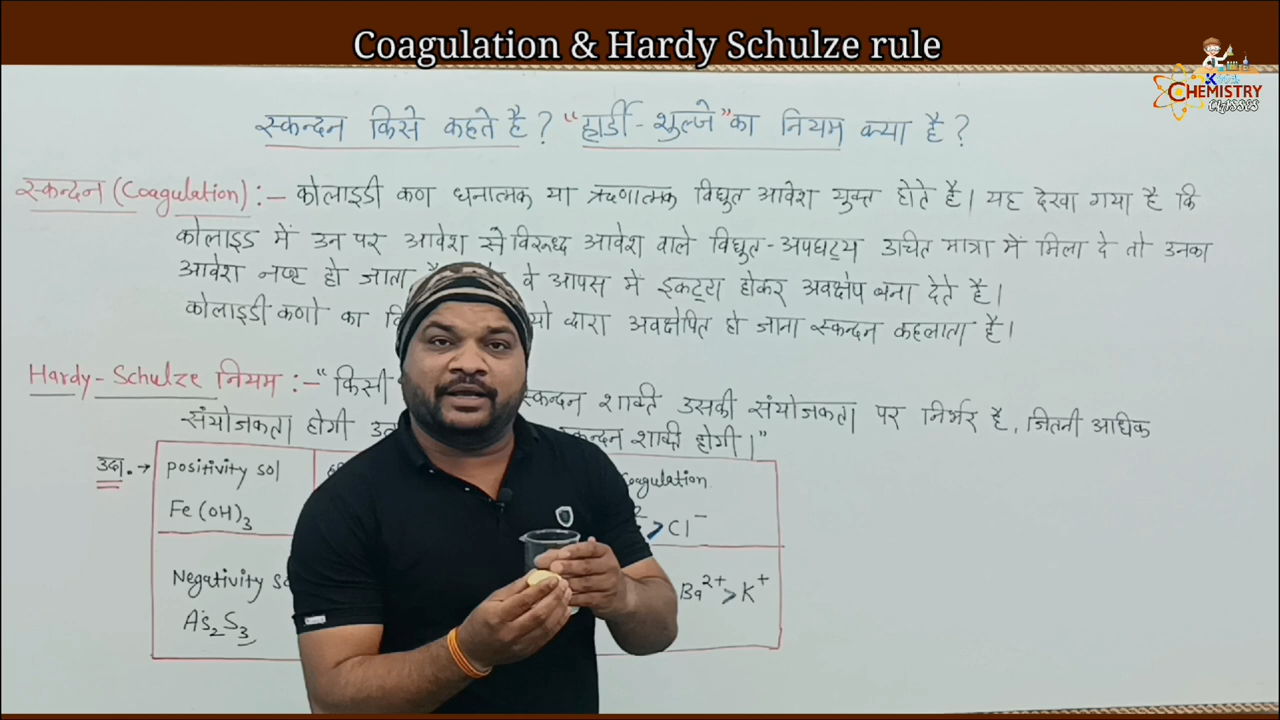 Coagulation & Hardy Schulze rule
K
CHEMISTRY
CLASSES
स्कन्दन किसे कहते है ? "हार्डी-शुल्जे" का नियम क्या है ?
स्कन्दन (Coagulation) :- कोलाइडी कण धनात्मक या ऋणात्मक विद्युत आवेश युक्त होते है। यह देखा गया है कि
कोलाइड में उन पर आवेश से विरूध्द आवेश वाले विद्युत-अपघट्य उचित मात्रा में मिला दे तो उनका
आवेश नष्ट हो जाता वे आपस में इकट्टा होकर अवक्षेप बना देते है।
कोलाइडी कणो का द्वारा अवक्षेपित हो जाना स्कन्दन कहलाता है।
Hardy-Schulze नियम :- "किसी स्कन्दन शक्ति उसकी संयोजकता पर निर्भर है, जितनी अधिक
संयोजकता होगी स्कन्दन शक्ती होगी।"
उदा. → positivity sol
Coagulation
Fe(OH)3
> Cl⁻
Negativity
Ba²⁺ > K⁺
As2S3